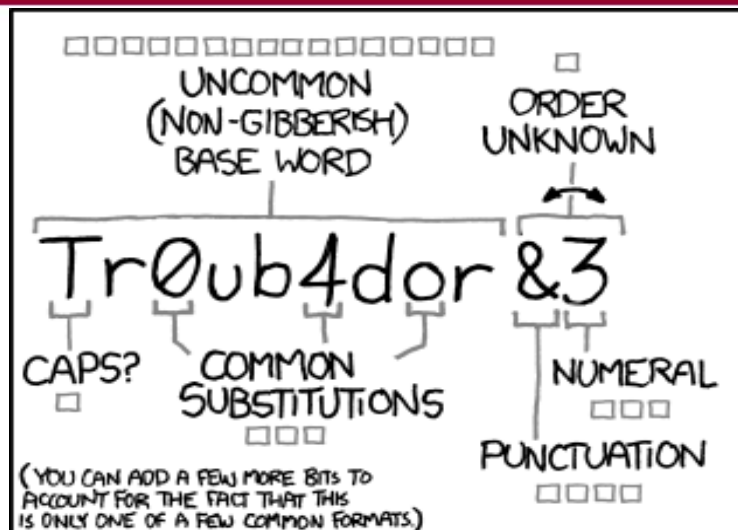 UNCOMMON
(NON-GIBBERISH)
BASE WORD
ORDER
UNKNOWN
Tr0ub4dor &3
CAPS?
COMMON
SUBSTITUTIONS
NUMERAL
PUNCTUATION
(YOU CAN ADD A FEW MORE BITS TO
ACCOUNT FOR THE FACT THAT THIS
IS ONLY ONE OF A FEW COMMON FORMATS.)